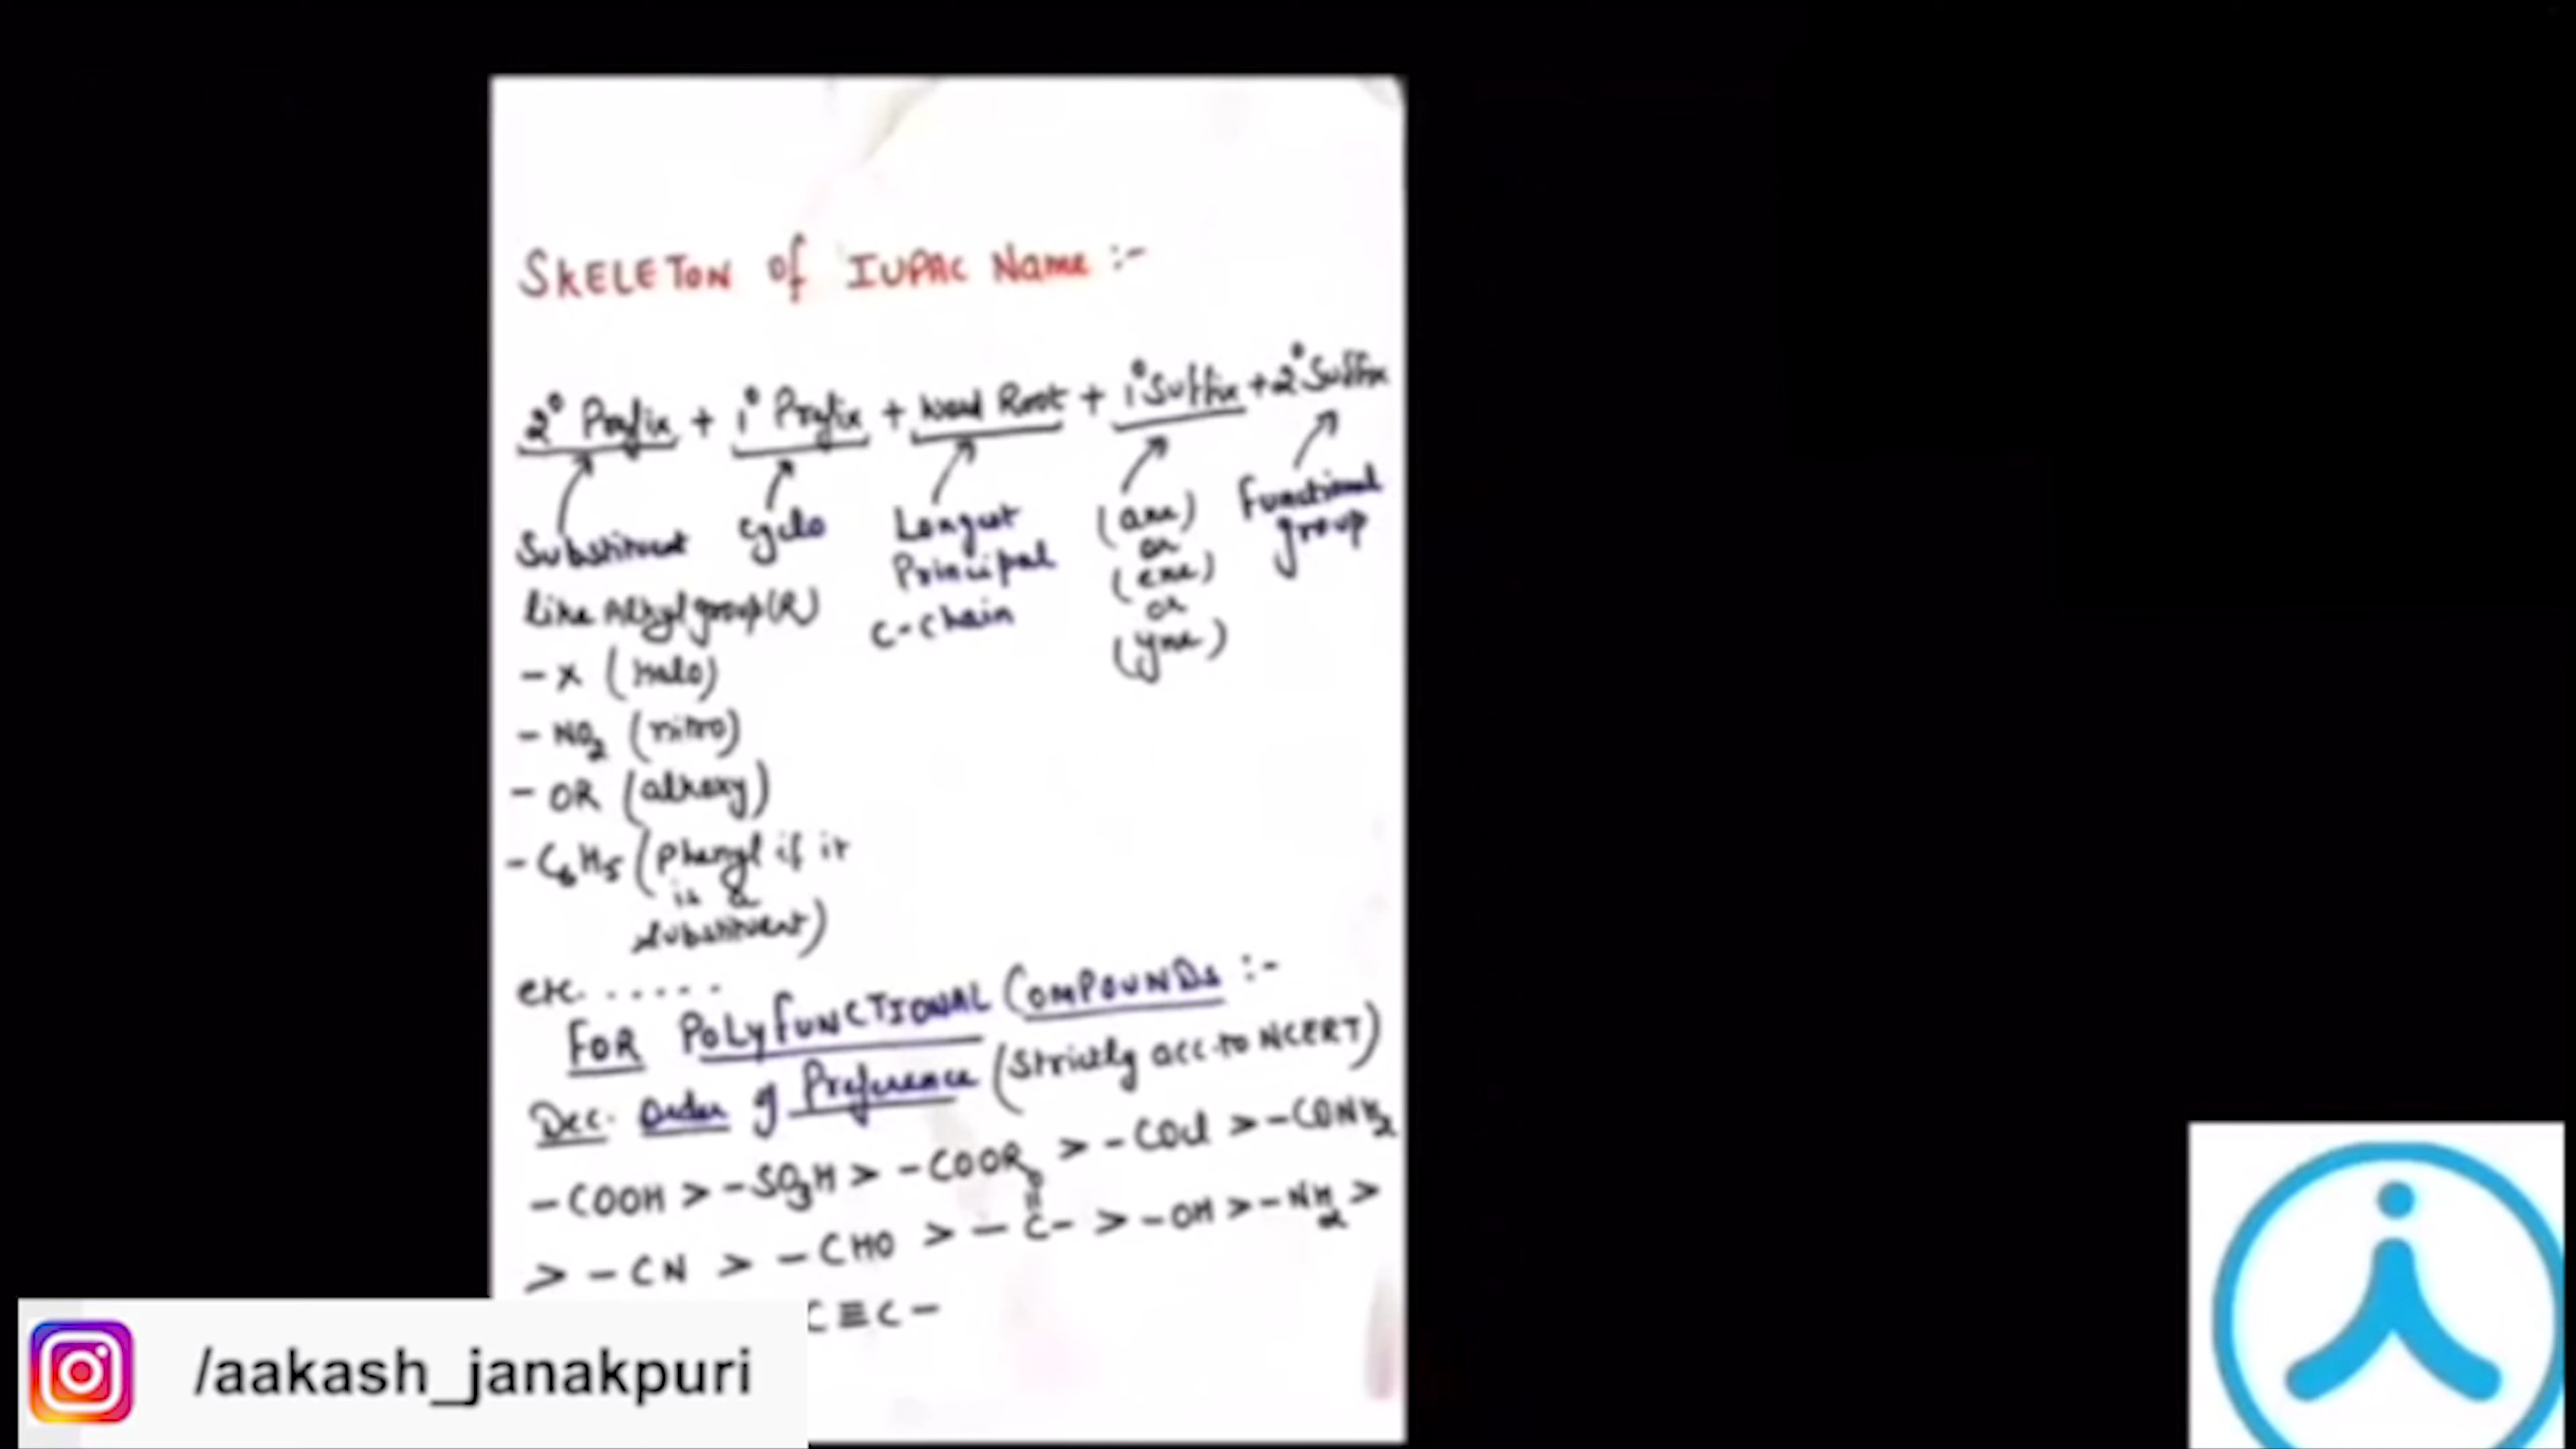 SKELETON of IUPAC Name :-
2° Prefix + 1° Prefix + Word Root + 1° Suffix + 2° Suffix
Substituent cyclo Longest (ane) Functional
or group
Principal (ene)
like Alkyl group (R) C-chain or
(yne)
- X (Halo)
- NO₂ (nitro)
- OR (alkoxy)
- C₆H₅ (Phenyl if it
is a
substituent)
etc. .....
FOR POLYFUNCTIONAL COMPOUNDS :-
Dec. Order of Preference (Strictly acc. to NCERT)
- COOH > - SO₃H > - COOR > - COCl > - CONH₂
O
=
> - CN > - CHO > - C - > - OH > - NH₂ >
C≡C -
/aakash_janakpuri